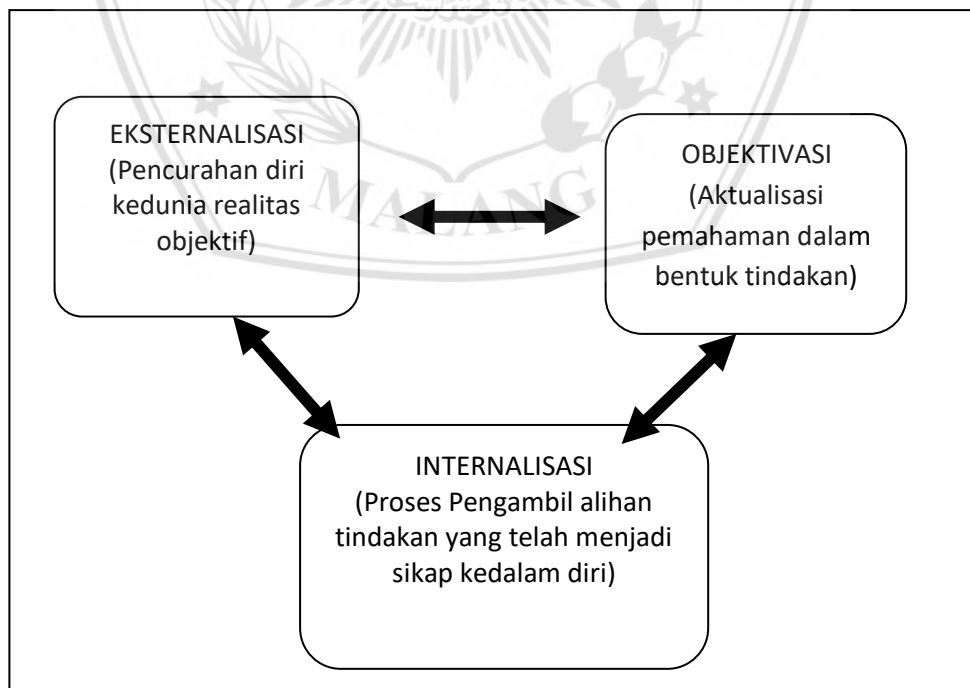 EKSTERNALISASI
(Pencurahan diri
kedunia realitas
objektif)
OBJEKTIVASI
(Aktualisasi
pemahaman dalam
bentuk tindakan)
MALANG
INTERNALISASI
(Proses Pengambil alihan
tindakan yang telah menjadi
sikap kedalam diri)